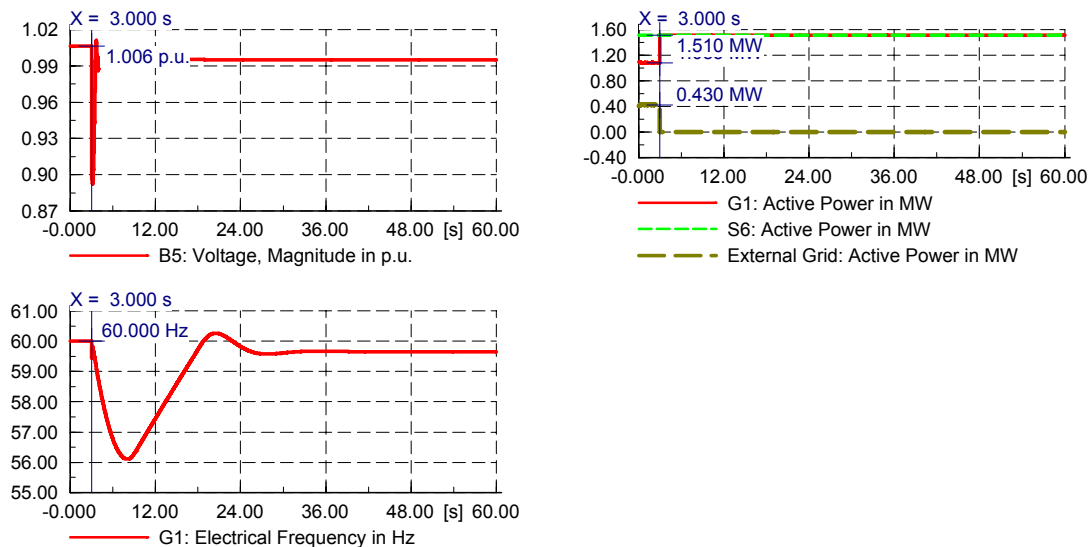 X = 3.000 s
1.02
0.99
0.96
0.93
0.90
0.87
1.006 p.u.
-0.000 12.00 24.00 36.00 48.00 [s] 60.00
B5: Voltage, Magnitude in p.u.
X = 3.000 s
1.60
1.20
0.80
0.40
0.00
-0.40
1.510 MW
MW
0.430 MW
-0.000 12.00 24.00 36.00 48.00 [s] 60.00
G1: Active Power in MW
S6: Active Power in MW
External Grid: Active Power in MW
X = 3.000 s
61.00
60.00
59.00
58.00
57.00
56.00
55.00
60.000 Hz
-0.000 12.00 24.00 36.00 48.00 [s] 60.00
G1: Electrical Frequency in Hz